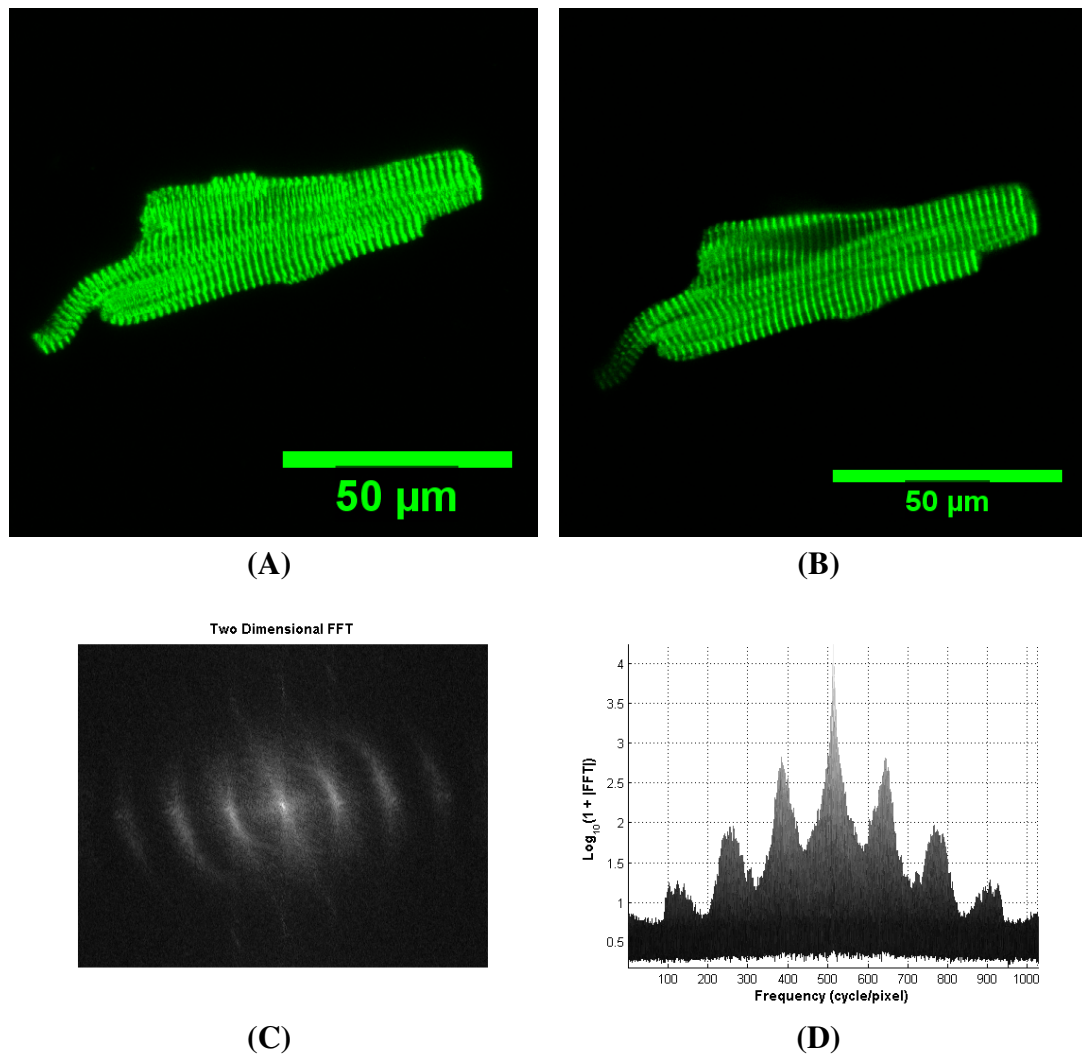 50 µm
50 µm
(A)
(B)
Two Dimensional FFT
4
3.5
3
2.5
2
1.5
1
0.5
Log10(1 + |FFT|)
100 200 300 400 500 600 700 800 900 1000
Frequency (cycle/pixel)
(C)
(D)